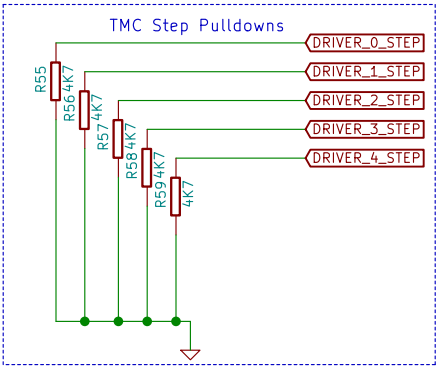 TMC Step Pulldowns
DRIVER_0_STEP
R55
4K7
DRIVER_1_STEP
R56
4K7
DRIVER_2_STEP
R57
4K7
DRIVER_3_STEP
R58
4K7
DRIVER_4_STEP
R59
4K7